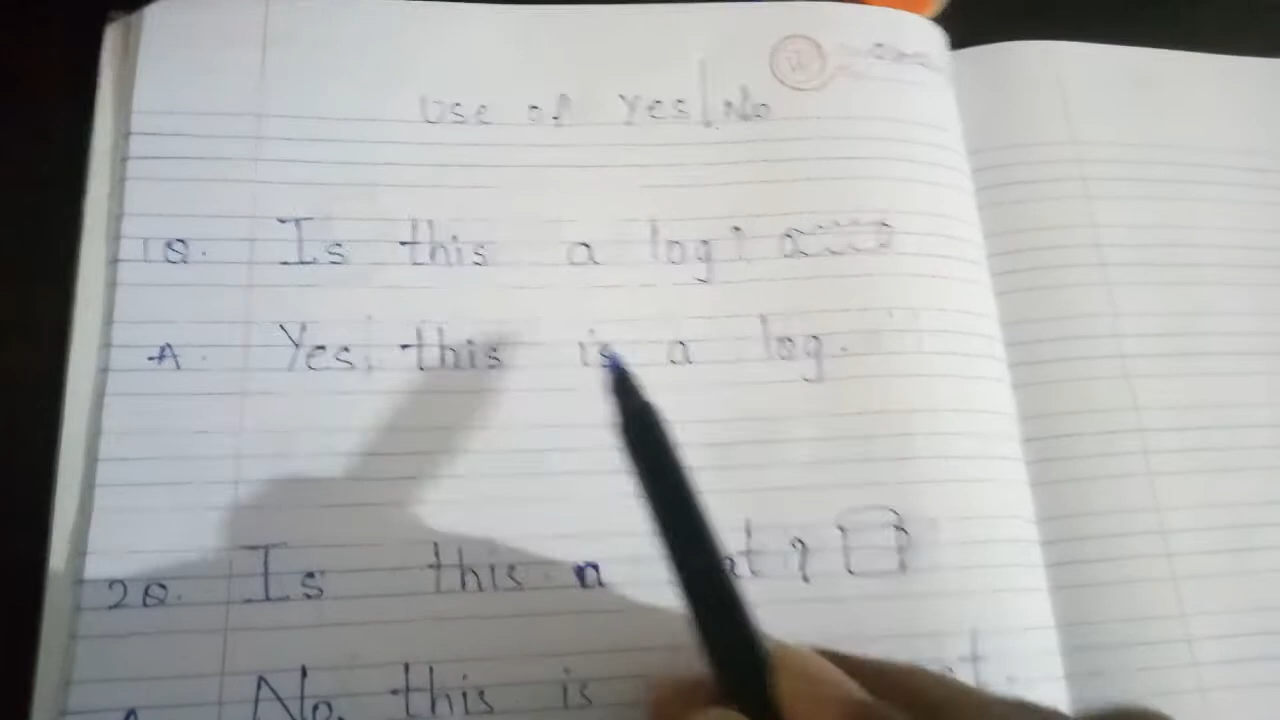 Use of Yes/No
1Q. Is this a log?
A. Yes, this is a log.
2Q. Is this a ?
No, this is